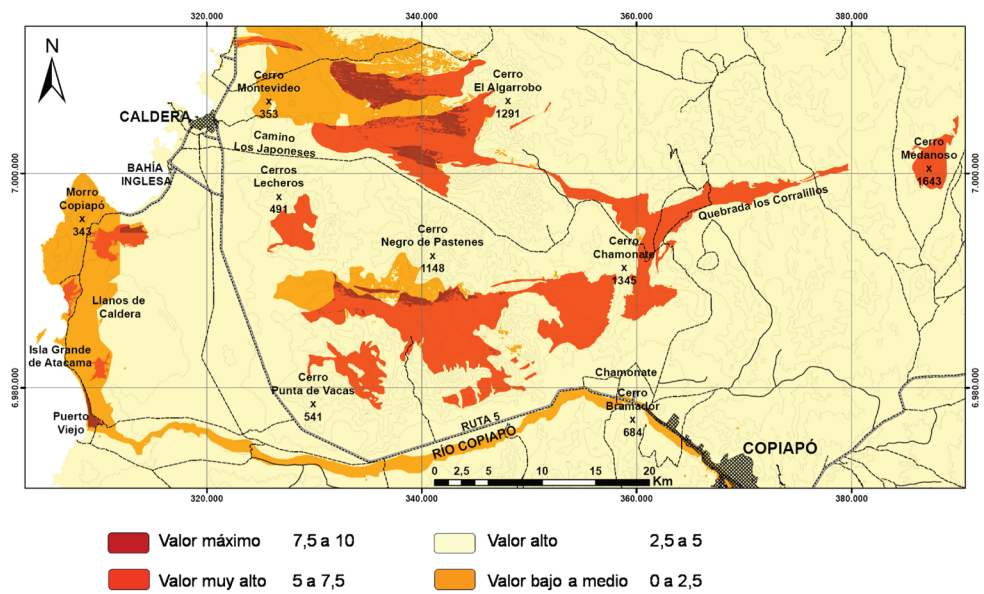 320.000
340.000
360.000
380.000
N
Cerro
Montevideo
x
353
Cerro
El Algarrobo
x
1291
CALDERA
Camino
Los Japoneses
BAHÍA
INGLESA
Cerro
Medanoso
x
1643
7.000.000
7.000.000
Morro
Copiapó
x
343
Cerros
Lecheros
x
491
Quebrada los Corralillos
Cerro
Negro de Pastenes
x
1148
Cerro
Chamonate
x
1345
Llanos de
Caldera
Isla Grande
de Atacama
Cerro
Punta de Vacas
x
541
Chamonate
Cerro
Bramador
x
684
6.980.000
6.980.000
Puerto
Viejo
RUTA 5
RÍO COPIAPÓ
COPIAPÓ
0 2,5 5 10 15 20
Km
320.000
340.000
360.000
380.000
Valor máximo 7,5 a 10
Valor alto 2,5 a 5
Valor muy alto 5 a 7,5
Valor bajo a medio 0 a 2,5